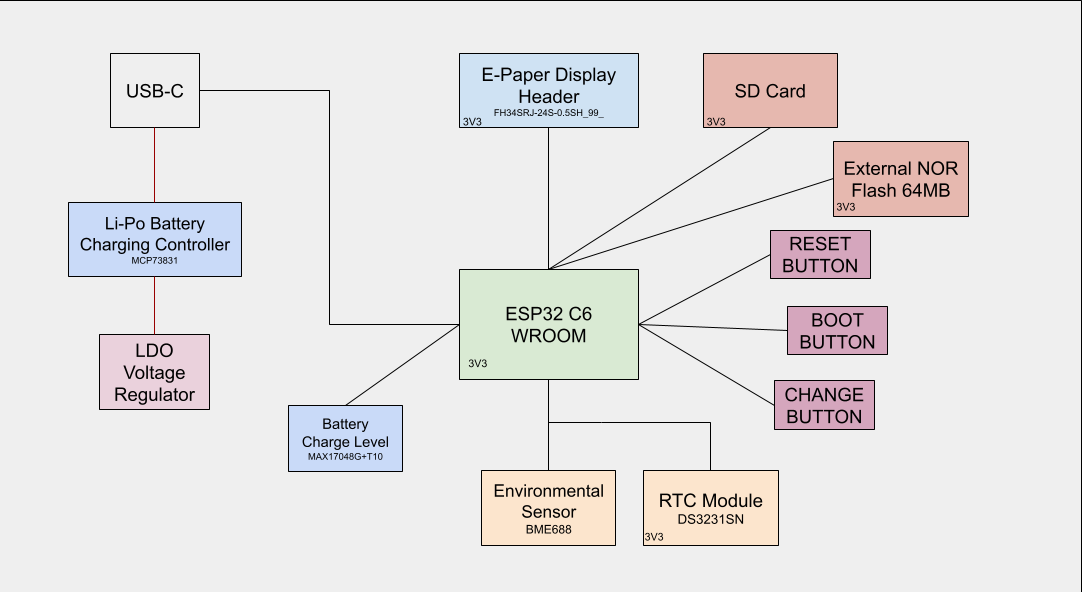 USB-C
E-Paper Display
Header
FH34SRJ-24S-0.5SH_99_
3V3
SD Card
3V3
External NOR
Flash 64MB
3V3
Li-Po Battery
Charging Controller
MCP73831
RESET
BUTTON
ESP32 C6
WROOM
3V3
BOOT
BUTTON
LDO
Voltage
Regulator
CHANGE
BUTTON
Battery
Charge Level
MAX17048G+T10
Environmental
Sensor
BME688
RTC Module
DS3231SN
3V3